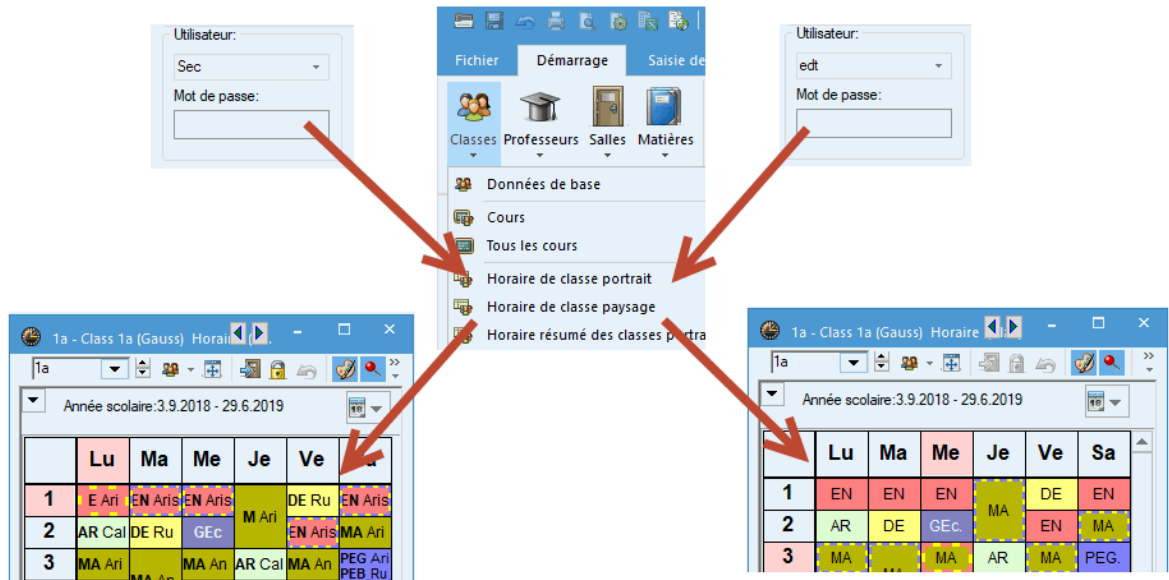 Utilisateur:
Sec
Mot de passe:
Fichier Démarrage Saisie de
Classes Professeurs Salles Matières
Données de base
Cours
Tous les cours
Horaire de classe portrait
Horaire de classe paysage
Horaire résumé des classes portra
Utilisateur:
edt
Mot de passe:
1a - Class 1a (Gauss) Horai
1a
Année scolaire:3.9.2018 - 29.6.2019
Lu Ma Me Je Ve
1 E Ari EN Aris EN Aris M Ari DE Ru EN Aris
2 AR Cal DE Ru GEc EN Aris MA Ari
3 MA Ari MA An MA An AR Cal MA An PEG Ari
PEB Ru
1a - Class 1a (Gauss) Horaire
1a
Année scolaire:3.9.2018 - 29.6.2019
Lu Ma Me Je Ve Sa
1 EN EN EN MA DE EN
2 AR DE GEc. EN MA
3 MA MA MA AR MA PEG.